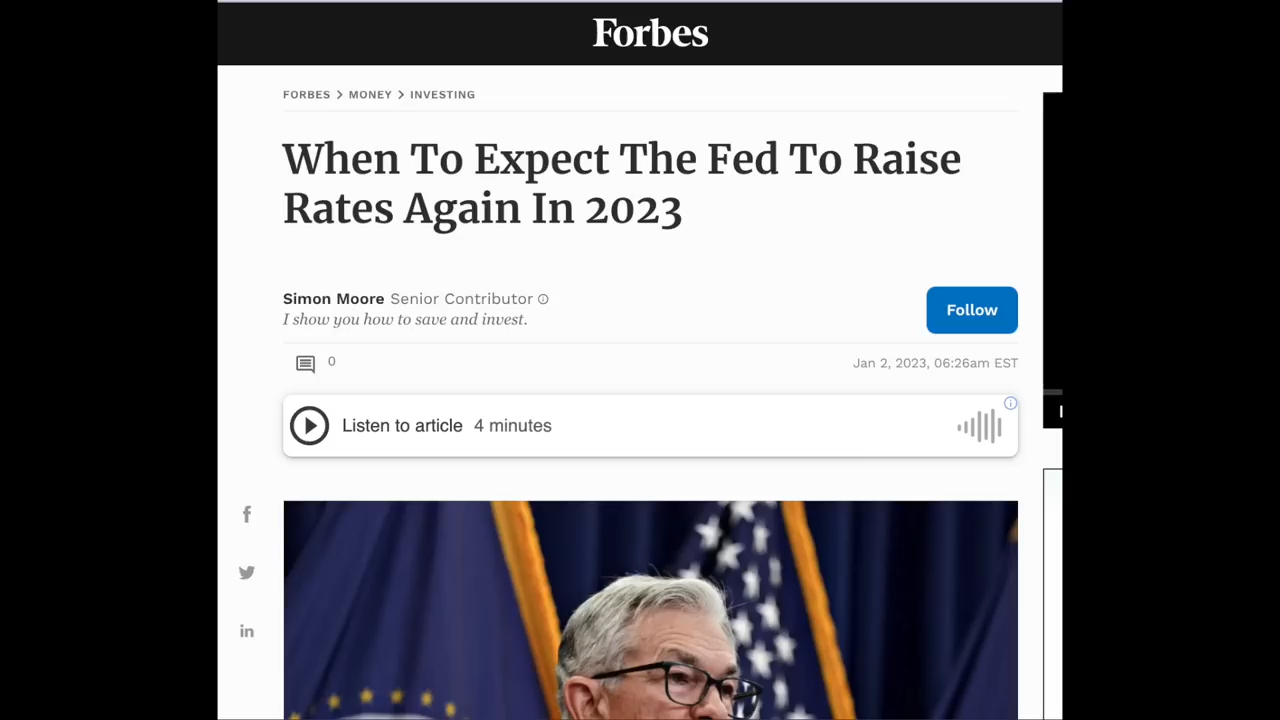 Forbes
FORBES > MONEY > INVESTING
When To Expect The Fed To Raise
Rates Again In 2023
Simon Moore Senior Contributor
I show you how to save and invest.
Follow
0
Jan 2, 2023, 06:26am EST
Listen to article 4 minutes
f
in